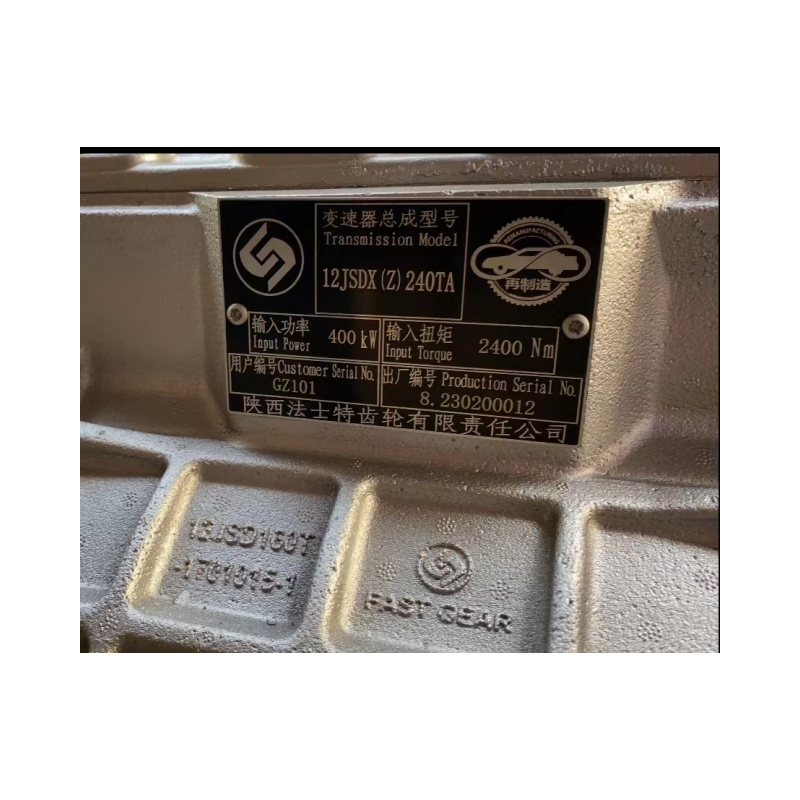 变速器总成型号
Transmission Model
12JSDX(Z)240TA
REMANUFACTURING
再制造
输入功率
Input Power
400 kW
输入扭矩
Input Torque
2400 Nm
用户编号Customer Serial No.
GZ101
出厂编号 Production Serial No.
8.230200012
陕西法士特齿轮有限责任公司
-1701015-1
FAST GEAR